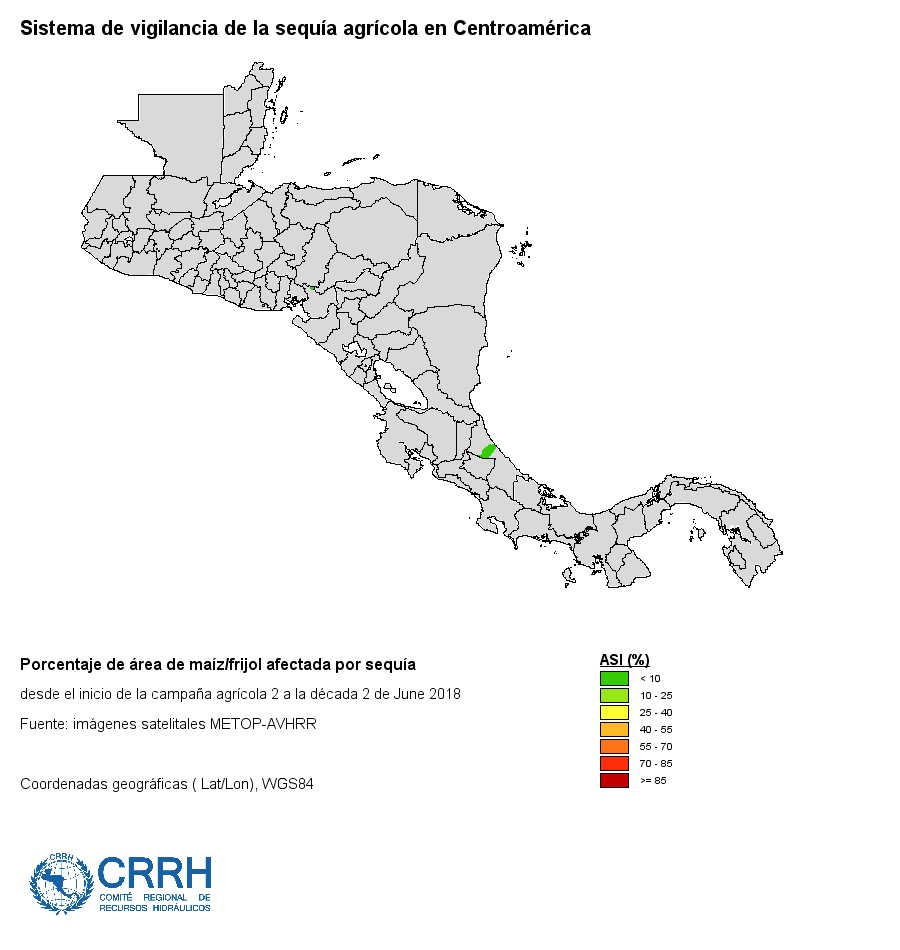 Sistema de vigilancia de la sequía agrícola en Centroamérica
Porcentaje de área de maíz/frijol afectada por sequía
desde el inicio de la campaña agrícola 2 a la década 2 de June 2018
Fuente: imágenes satelitales METOP-AVHRR
Coordenadas geográficas ( Lat/Lon), WGS84
ASI (%)
< 10
10 - 25
25 - 40
40 - 55
55 - 70
70 - 85
>= 85
CRRH
CRRH
COMITÉ REGIONAL DE
RECURSOS HIDRÁULICOS